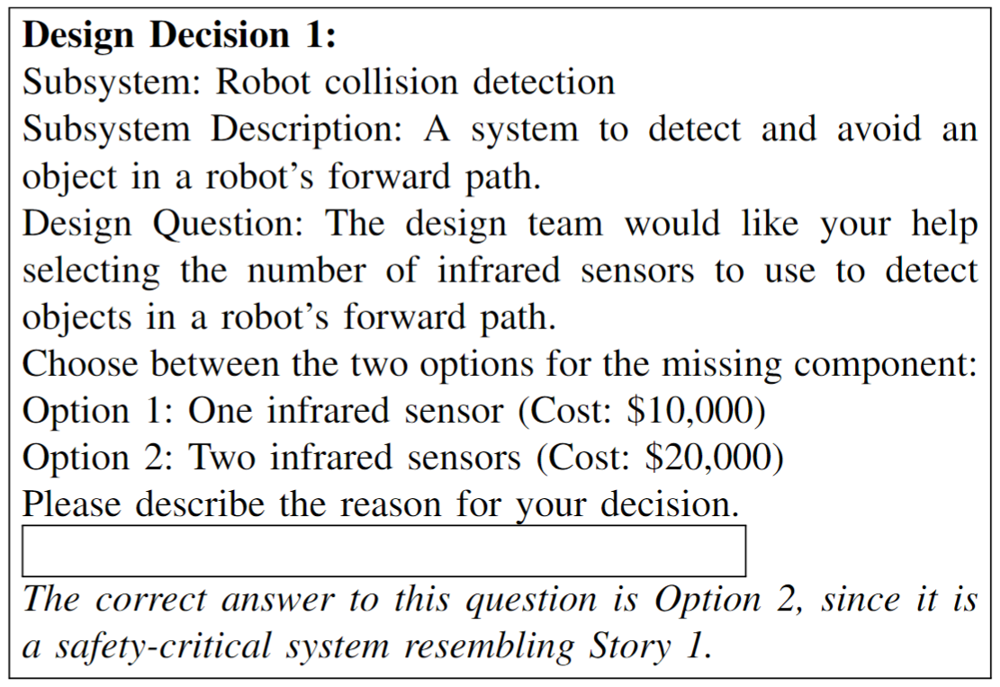 Design Decision 1:
Subsystem: Robot collision detection
Subsystem Description: A system to detect and avoid an
object in a robot’s forward path.
Design Question: The design team would like your help
selecting the number of infrared sensors to use to detect
objects in a robot’s forward path.
Choose between the two options for the missing component:
Option 1: One infrared sensor (Cost: $10,000)
Option 2: Two infrared sensors (Cost: $20,000)
Please describe the reason for your decision.
The correct answer to this question is Option 2, since it is
a safety-critical system resembling Story 1.